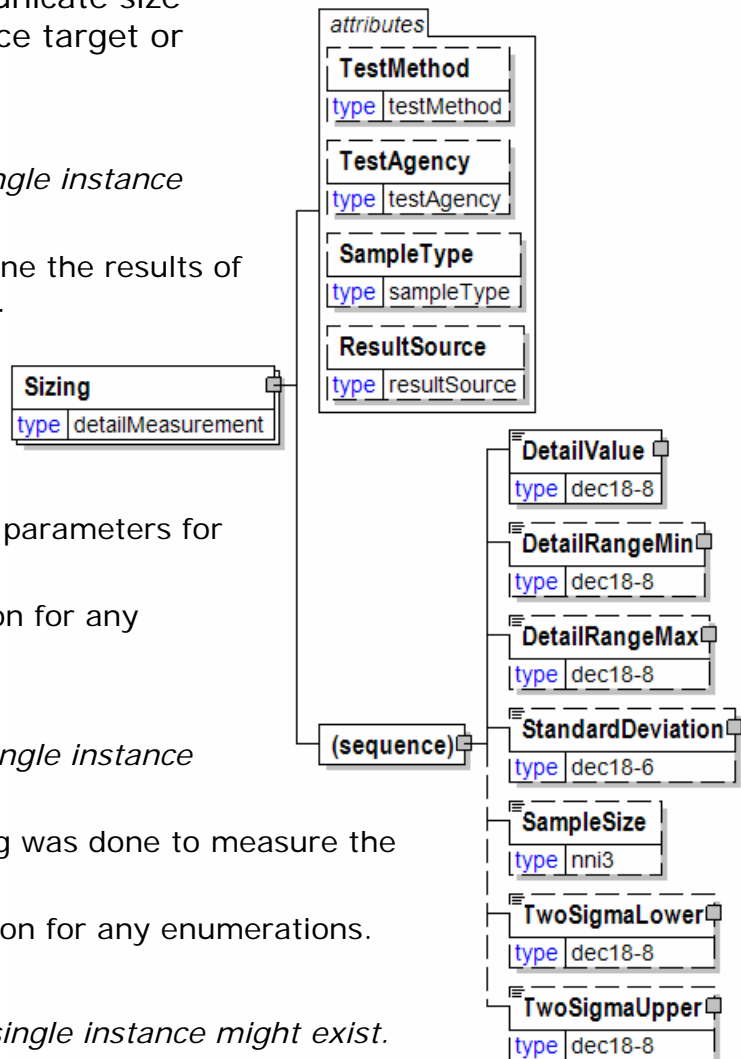 unicate size
ce target or
ngle instance
ne the results of
.
parameters for
on for any
ngle instance
g was done to measure the
on for any enumerations.
single instance might exist.
Sizing
type detailMeasurement
attributes
TestMethod
type testMethod
TestAgency
type testAgency
SampleType
type sampleType
ResultSource
type resultSource
(sequence)
DetailValue
type dec18-8
DetailRangeMin
type dec18-8
DetailRangeMax
type dec18-8
StandardDeviation
type dec18-6
SampleSize
type nni3
TwoSigmaLower
type dec18-8
TwoSigmaUpper
type dec18-8